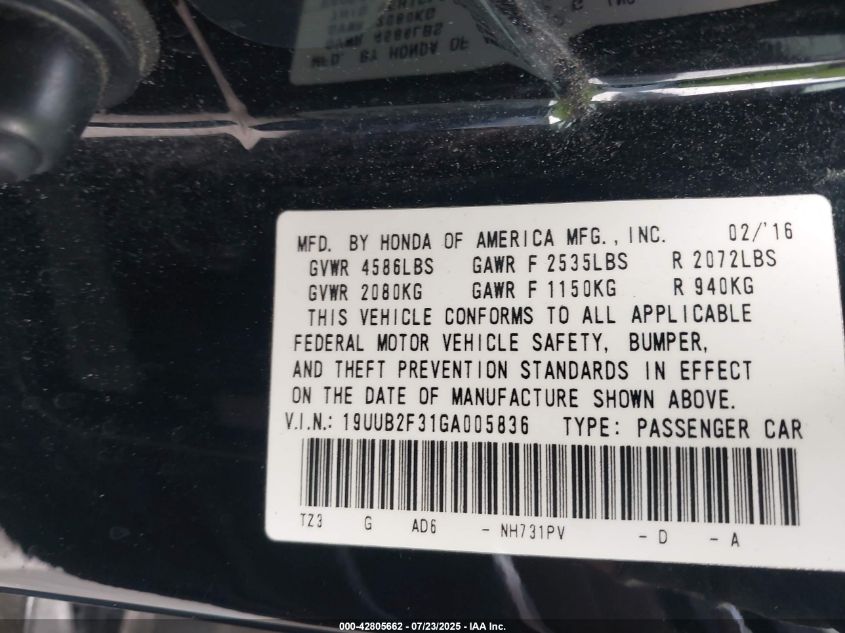 MFD. BY HONDA OF AMERICA MFG., INC. 02/'16
GVWR 4586LBS GAWR F 2535LBS R 2072LBS
GVWR 2080KG GAWR F 1150KG R 940KG
THIS VEHICLE CONFORMS TO ALL APPLICABLE
FEDERAL MOTOR VEHICLE SAFETY, BUMPER,
AND THEFT PREVENTION STANDARDS IN EFFECT
ON THE DATE OF MANUFACTURE SHOWN ABOVE.
V.I.N.: 19UUB2F31GA005836 TYPE: PASSENGER CAR
TZ3 G AD6 - NH731PV - D - A
000-42805662 - 07/23/2025 - IAA Inc.